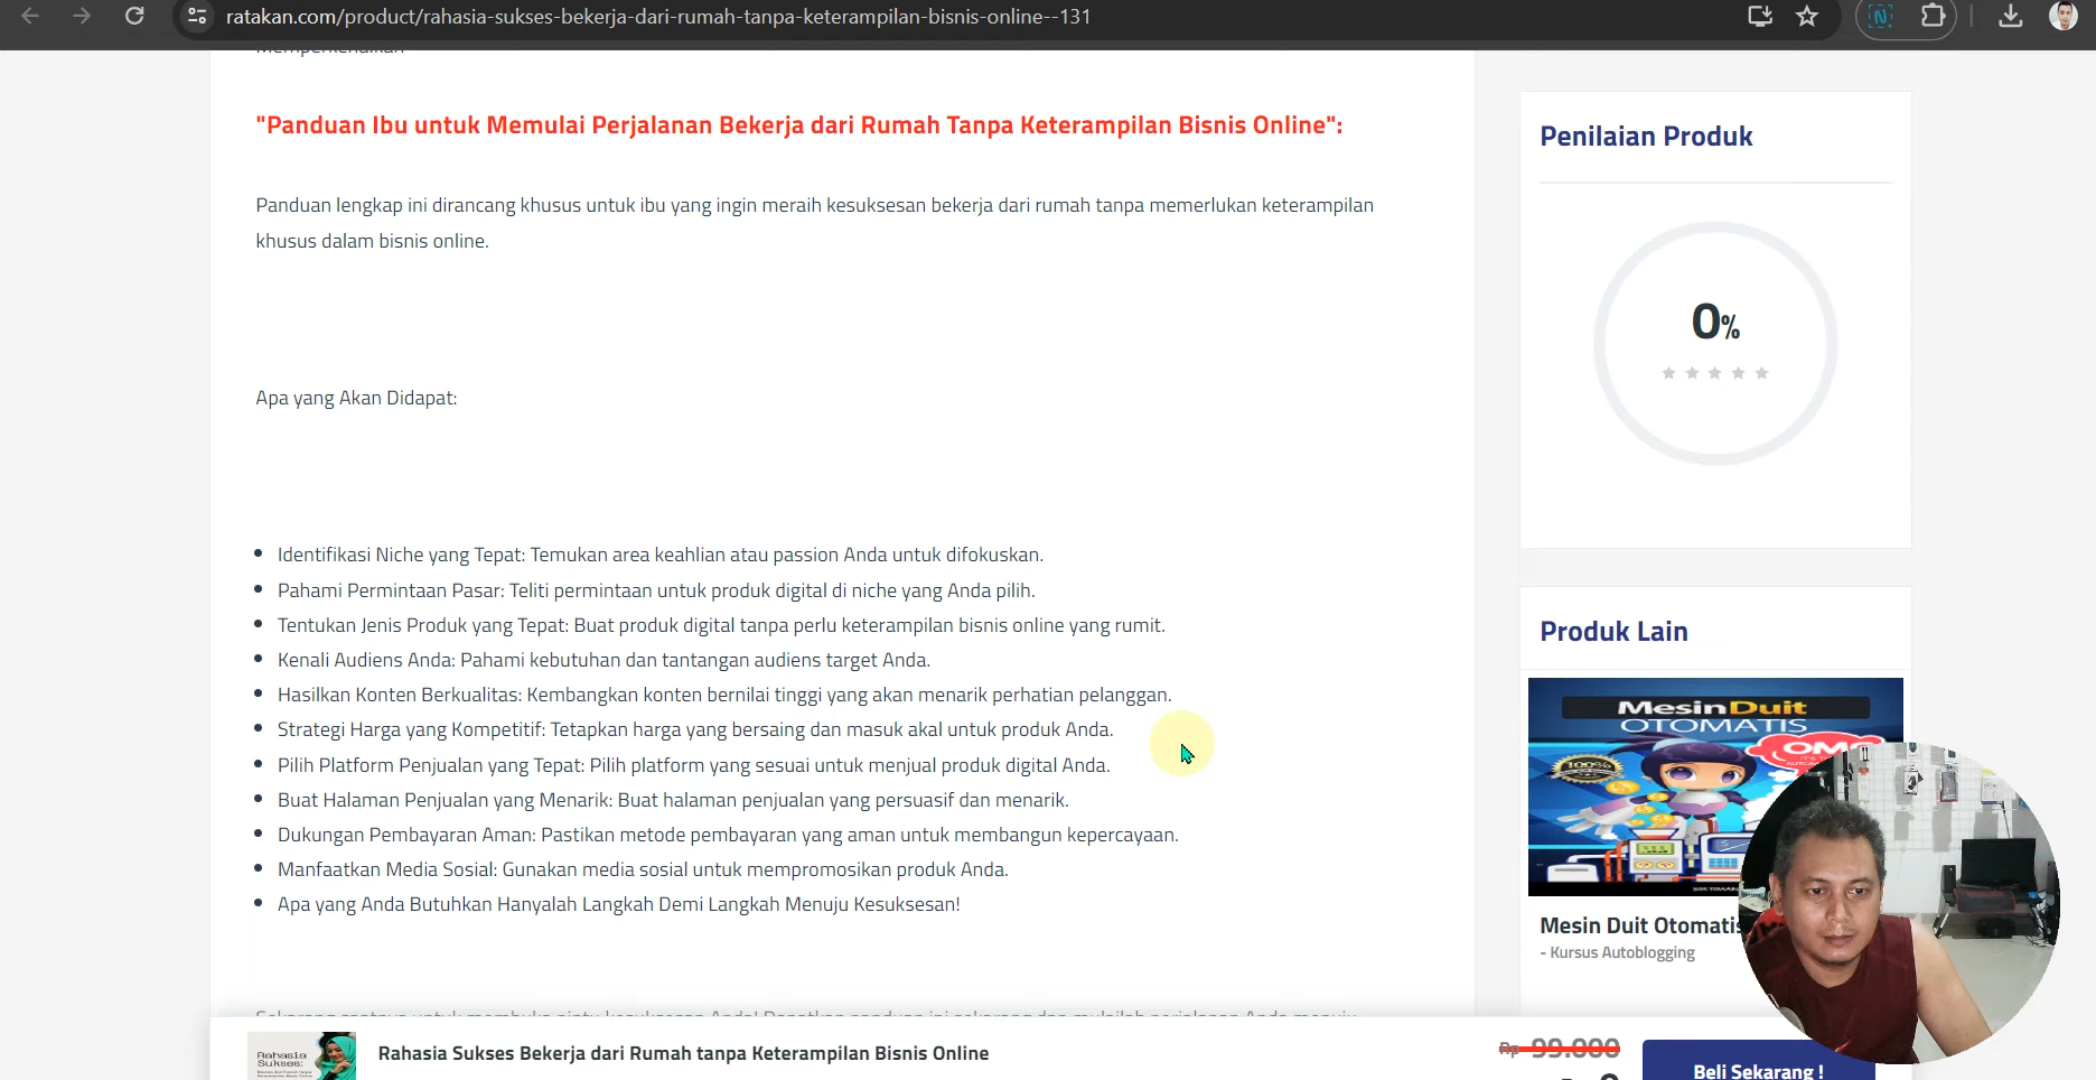 ratakan.com/product/rahasia-sukses-bekerja-dari-rumah-tanpa-keterampilan-bisnis-online--131
"Panduan Ibu untuk Memulai Perjalanan Bekerja dari Rumah Tanpa Keterampilan Bisnis Online":
Panduan lengkap ini dirancang khusus untuk ibu yang ingin meraih kesuksesan bekerja dari rumah tanpa memerlukan keterampilan
khusus dalam bisnis online.
Apa yang Akan Didapat:
Identifikasi Niche yang Tepat: Temukan area keahlian atau passion Anda untuk difokuskan.
Pahami Permintaan Pasar: Teliti permintaan untuk produk digital di niche yang Anda pilih.
Tentukan Jenis Produk yang Tepat: Buat produk digital tanpa perlu keterampilan bisnis online yang rumit.
Kenali Audiens Anda: Pahami kebutuhan dan tantangan audiens target Anda.
Hasilkan Konten Berkualitas: Kembangkan konten bernilai tinggi yang akan menarik perhatian pelanggan.
Strategi Harga yang Kompetitif: Tetapkan harga yang bersaing dan masuk akal untuk produk Anda.
Pilih Platform Penjualan yang Tepat: Pilih platform yang sesuai untuk menjual produk digital Anda.
Buat Halaman Penjualan yang Menarik: Buat halaman penjualan yang persuasif dan menarik.
Dukungan Pembayaran Aman: Pastikan metode pembayaran yang aman untuk membangun kepercayaan.
Manfaatkan Media Sosial: Gunakan media sosial untuk mempromosikan produk Anda.
Apa yang Anda Butuhkan Hanyalah Langkah Demi Langkah Menuju Kesuksesan!
Penilaian Produk
0%
Produk Lain
MesinDuit
OTOMATIS
100%
Mesin Duit Otomatis
- Kursus Autoblogging
Rahasia
Sukses:
Rahasia Sukses Bekerja dari Rumah tanpa Keterampilan Bisnis Online
Rp 99.000
Beli Sekarang !